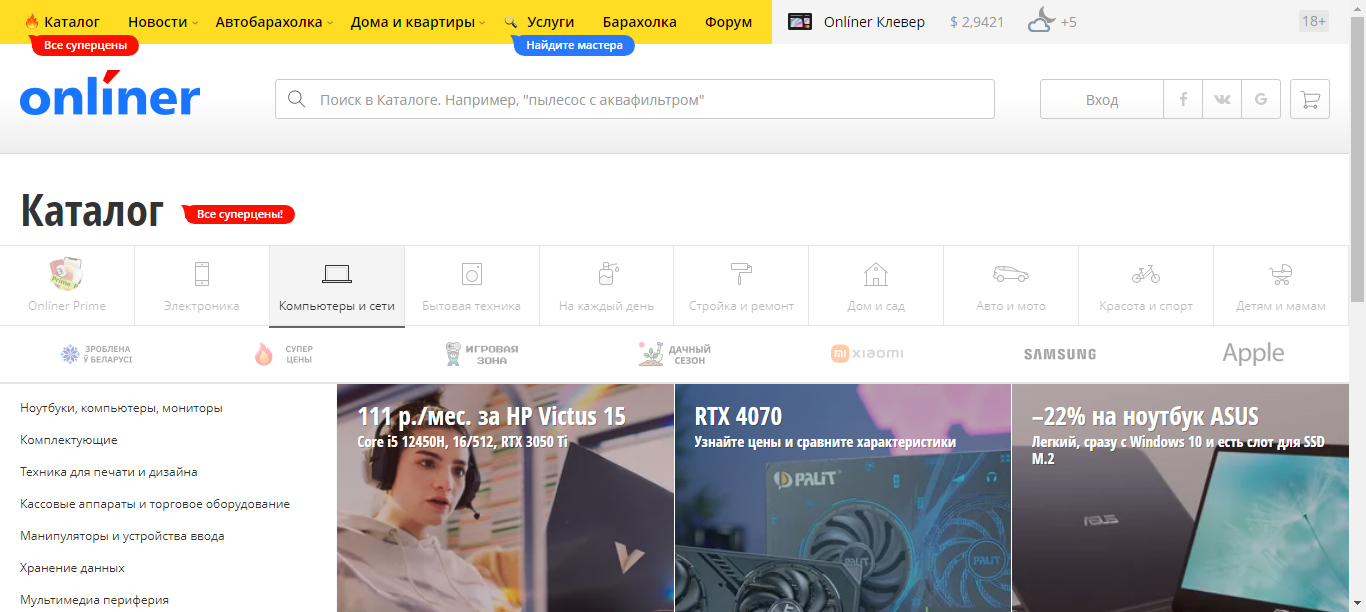 Каталог
Новости
Автобарахолка
Дома и квартиры
Услуги
Барахолка
Форум
Onlíner Клевер
$ 2,9421
+5
18+
Все суперцены
Найдите мастера
onlíner
Поиск в Каталоге. Например, "пылесос с аквафильтром"
Вход
f
G
Каталог
Все суперцены!
Onlíner Prime
Электроника
Компьютеры и сети
Бытовая техника
На каждый день
Стройка и ремонт
Дом и сад
Авто и мото
Красота и спорт
Детям и мамам
ЗРОБЛЕНА
Ў БЕЛАРУСІ
СУПЕР
ЦЕНЫ
ИГРОВАЯ
ЗОНА
ДАЧНЫЙ
СЕЗОН
xiaomi
SAMSUNG
Apple
Ноутбуки, компьютеры, мониторы
Комплектующие
Техника для печати и дизайна
Кассовые аппараты и торговое оборудование
Манипуляторы и устройства ввода
Хранение данных
Мультимедиа периферия
111 р./мес. за HP Victus 15
Core i5 12450H, 16/512, RTX 3050 Ti
RTX 4070
Узнайте цены и сравните характеристики
PALIT
PALIT
PALIT
–22% на ноутбук ASUS
Легкий, сразу с Windows 10 и есть слот для SSD
M.2
ASUS